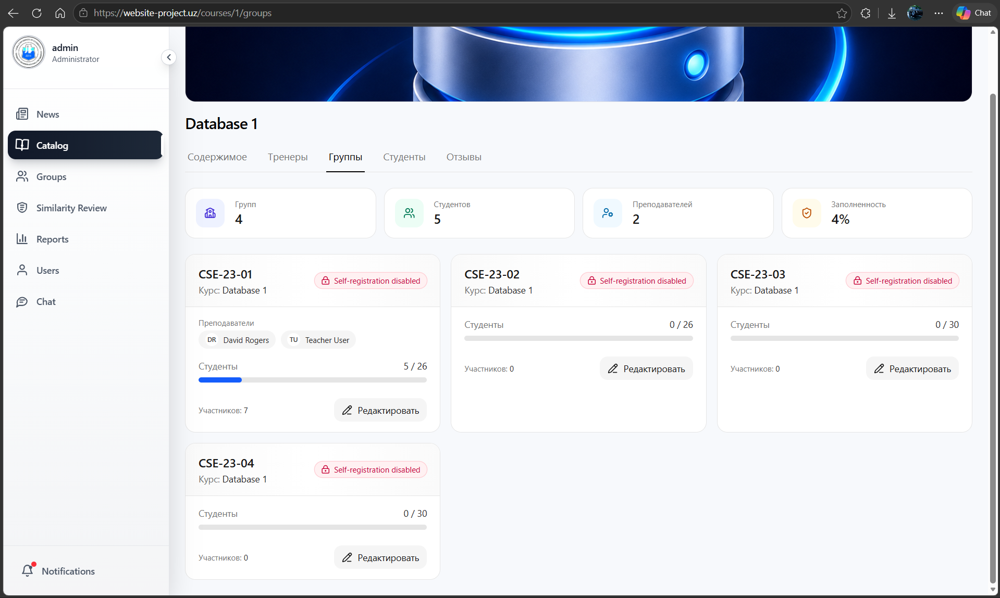 https://website-project.uz/courses/1/groups
Chat
admin
Administrator
News
Catalog
Groups
Similarity Review
Reports
Users
Chat
Notifications
Database 1
Содержимое Тренеры Группы Студенты Отзывы
Групп
4
Студентов
5
Преподавателей
2
Заполненность
4%
CSE-23-01
Курс: Database 1
Self-registration disabled
Преподаватели
DR David Rogers TU Teacher User
Студенты 5 / 26
Участников: 7 Редактировать
CSE-23-02
Курс: Database 1
Self-registration disabled
Студенты 0 / 26
Участников: 0 Редактировать
CSE-23-03
Курс: Database 1
Self-registration disabled
Студенты 0 / 30
Участников: 0 Редактировать
CSE-23-04
Курс: Database 1
Self-registration disabled
Студенты 0 / 30
Участников: 0 Редактировать